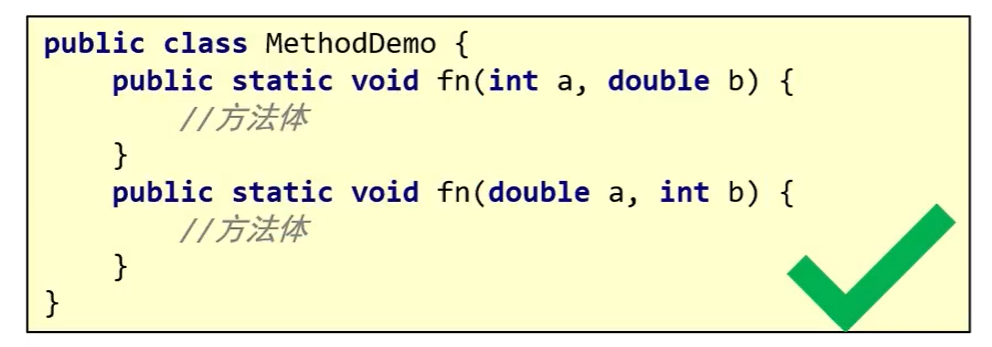 public class MethodDemo {
    public static void fn(int a, double b) {
        //方法体
    }
    public static void fn(double a, int b) {
        //方法体
    }
}